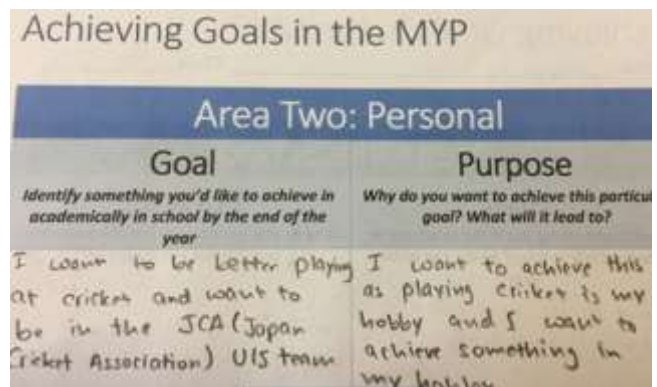 Achieving Goals in the MYP
Area Two: Personal
Goal
Identify something you'd like to achieve in
academically in school by the end of the
year
I want to be better playing
at cricket and want to
be in the JCA (Japan
Cricket Association) U15 team
Purpose
Why do you want to achieve this particul
goal? What will it lead to?
I want to achieve this
as playing cricket is my
hobby and I want to
achieve something in
my hobby